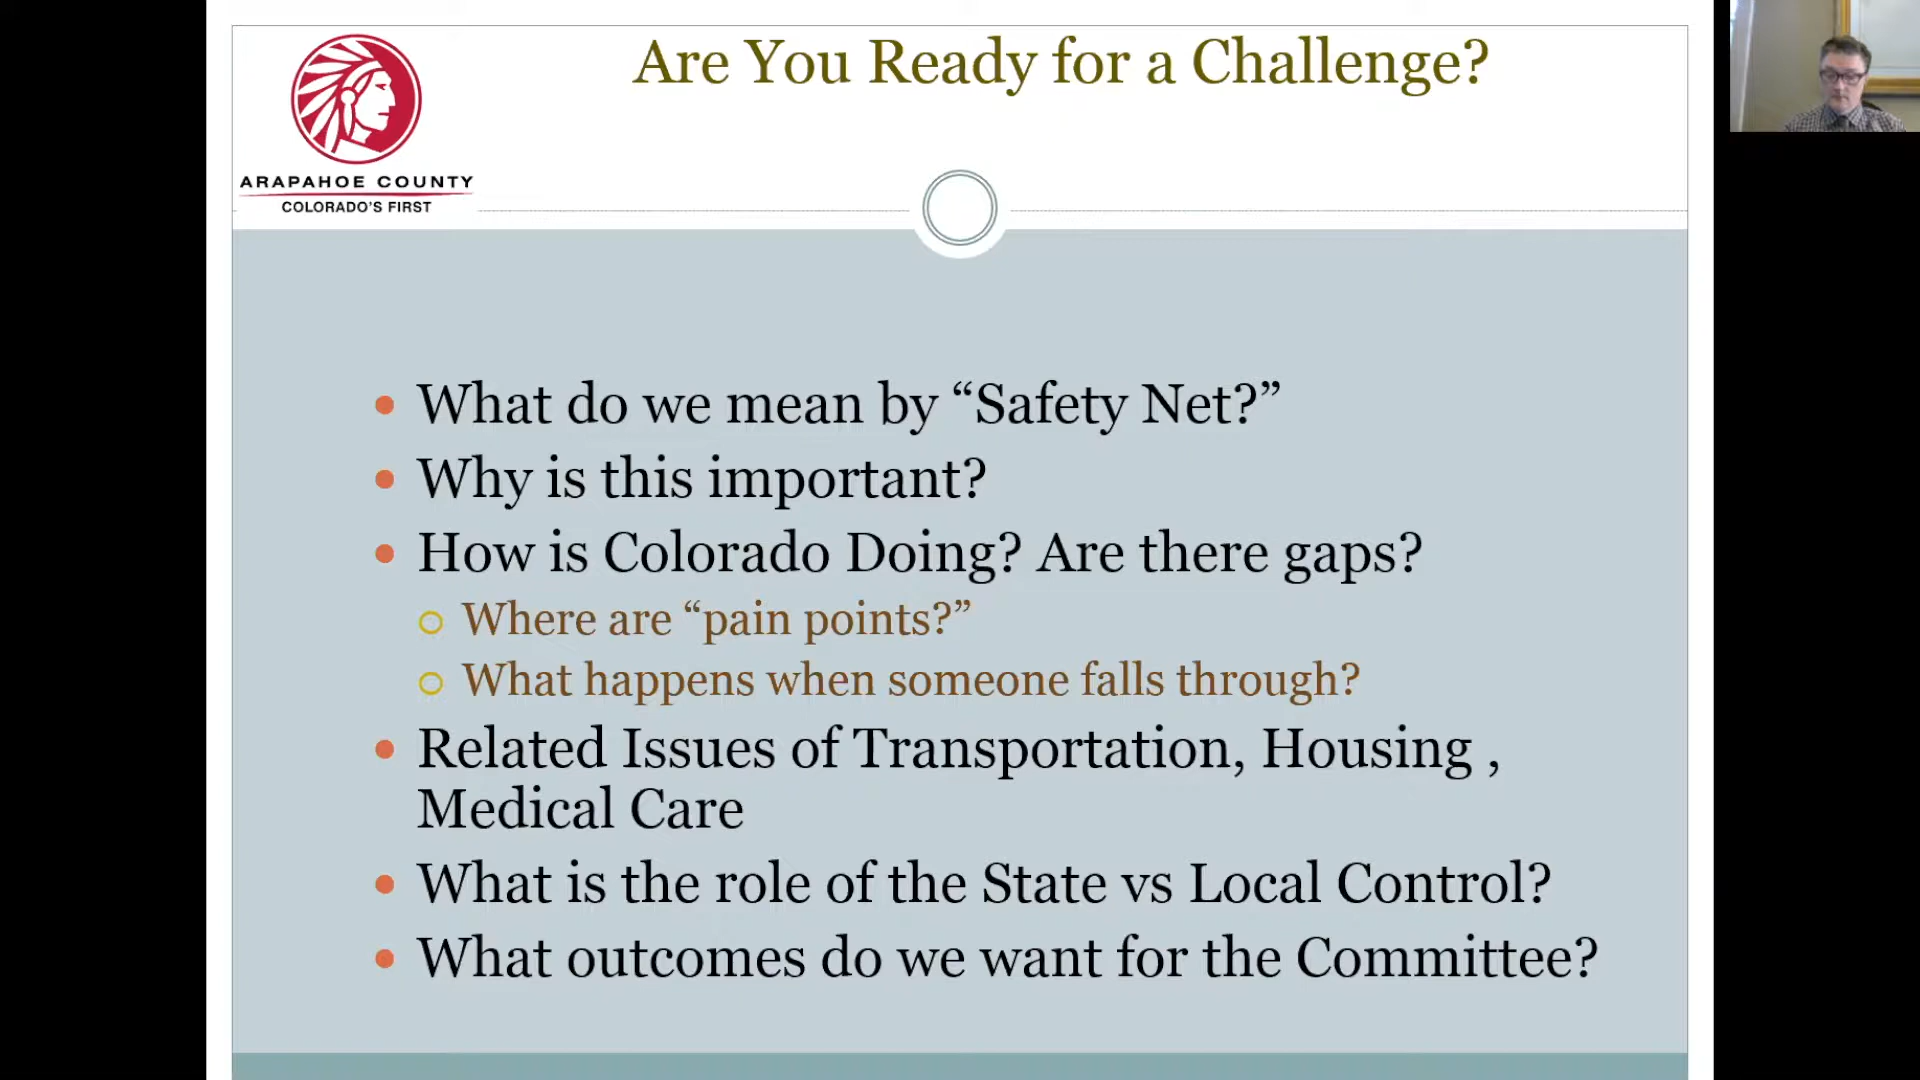 Are You Ready for a Challenge?
ARAPAHOE COUNTY
COLORADO'S FIRST
What do we mean by “Safety Net?”
Why is this important?
How is Colorado Doing? Are there gaps?
Where are “pain points?”
What happens when someone falls through?
Related Issues of Transportation, Housing ,
Medical Care
What is the role of the State vs Local Control?
What outcomes do we want for the Committee?